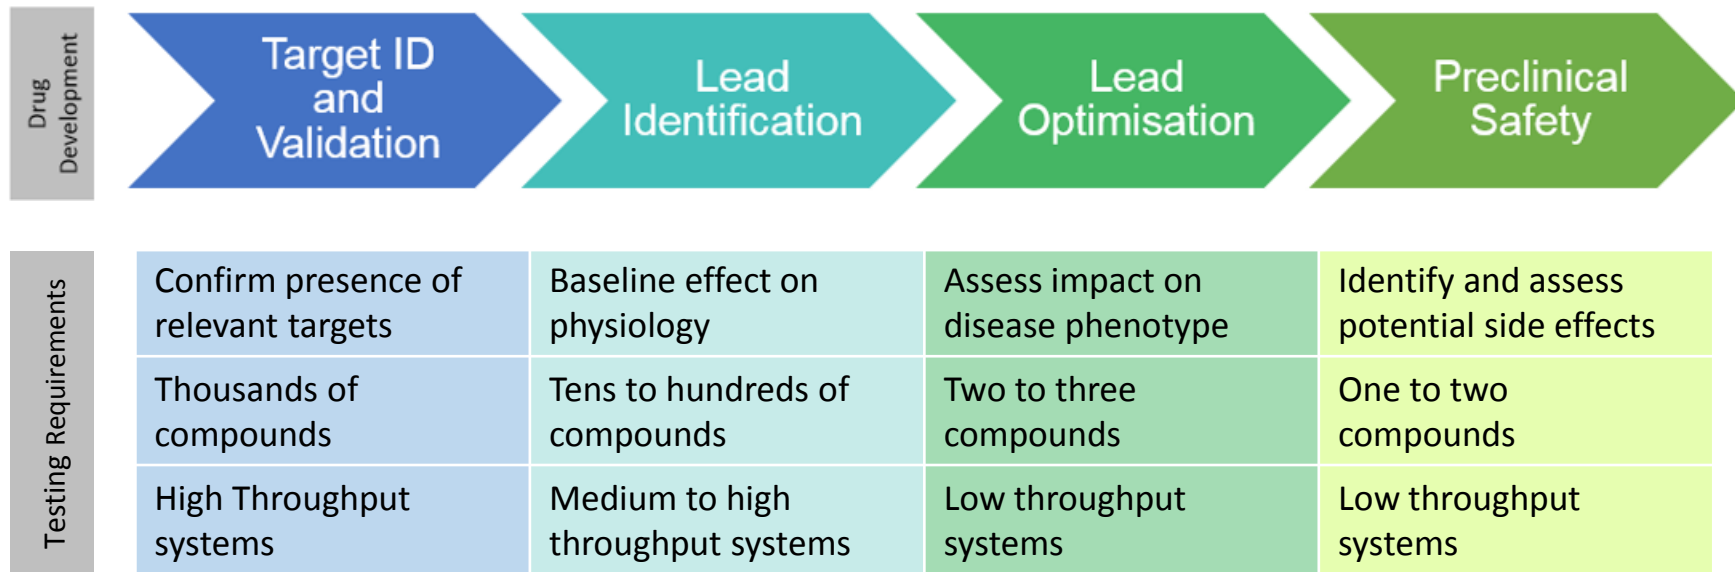 Drug
Development
Target ID
and
Validation
Lead
Identification
Lead
Optimisation
Preclinical
Safety
Testing Requirements
Confirm presence of
relevant targets
Baseline effect on
physiology
Assess impact on
disease phenotype
Identify and assess
potential side effects
Thousands of
compounds
Tens to hundreds of
compounds
Two to three
compounds
One to two
compounds
High Throughput
systems
Medium to high
throughput systems
Low throughput
systems
Low throughput
systems